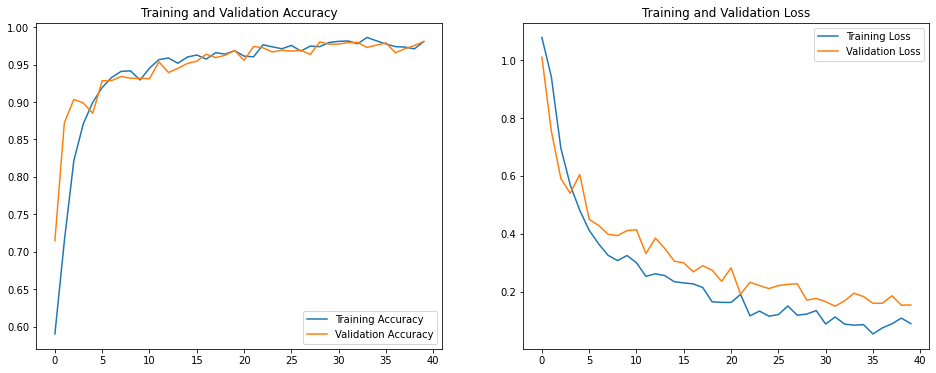 Training and Validation Accuracy
1.00
0.95
0.90
0.85
0.80
0.75
0.70
0.65
0.60
0 5 10 15 20 25 30 35 40
Training Accuracy
Validation Accuracy
Training and Validation Loss
1.0
0.8
0.6
0.4
0.2
0 5 10 15 20 25 30 35 40
Training Loss
Validation Loss